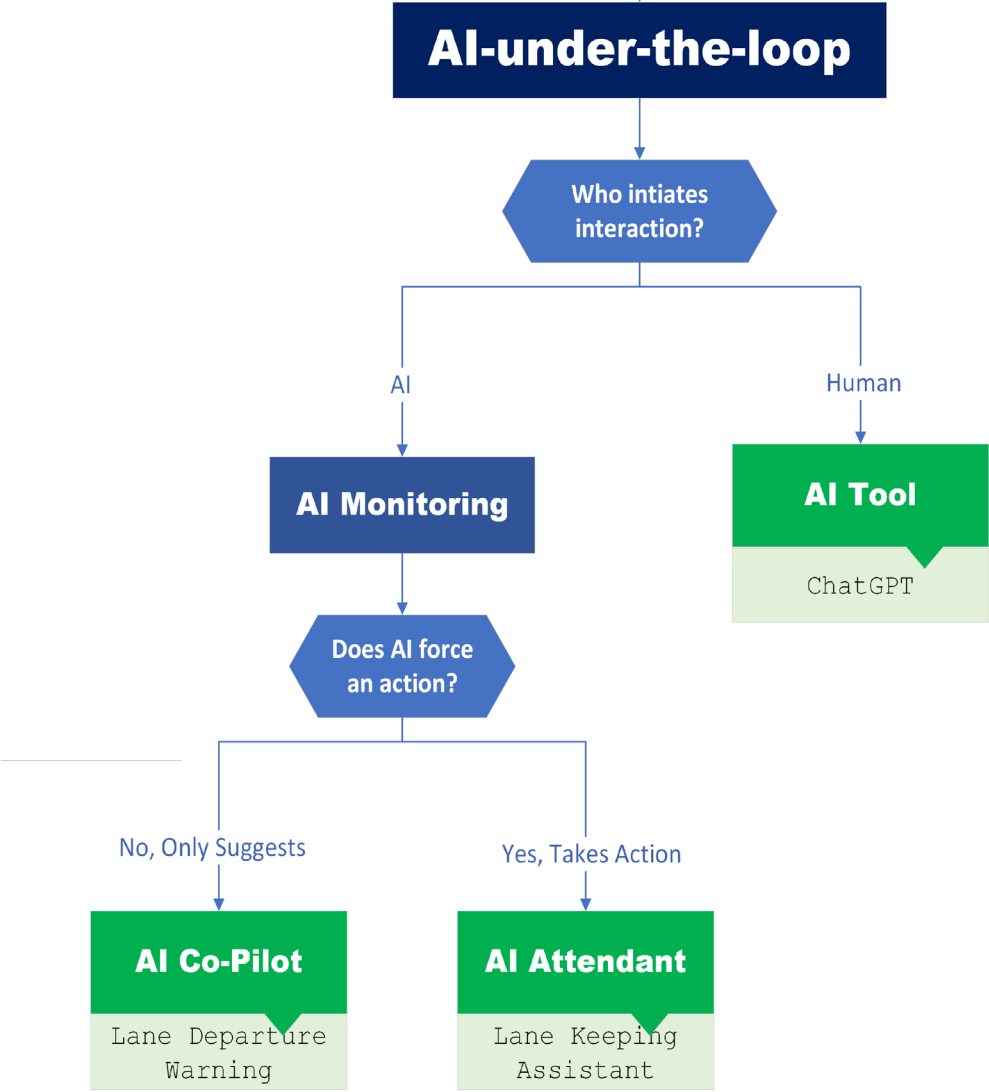 AI-under-the-loop
Who intiates
interaction?
AI
Human
AI Monitoring
AI Tool
ChatGPT
Does AI force
an action?
No, Only Suggests
Yes, Takes Action
AI Co-Pilot
AI Attendant
Lane Departure
Warning
Lane Keeping
Assistant